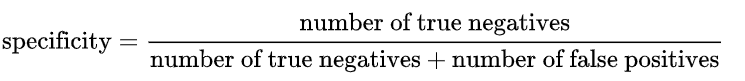 specificity = number of true negatives / number of true negatives + number of false positives